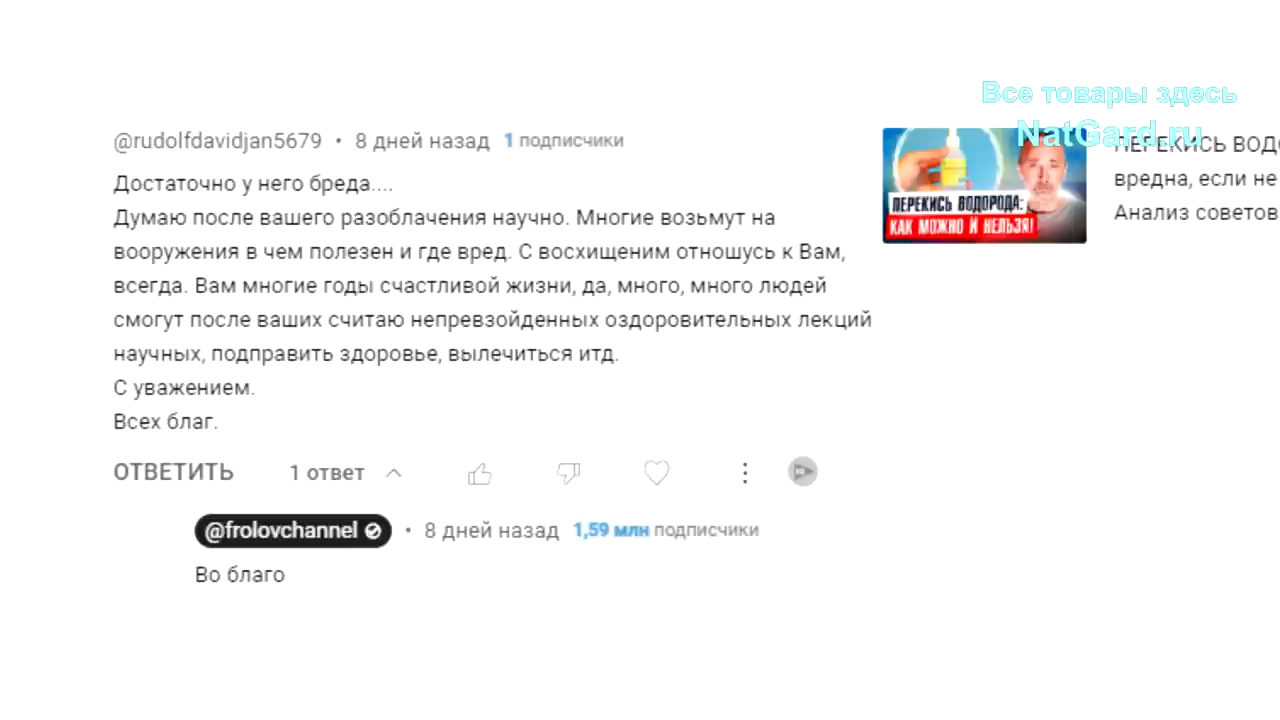 Все товары здесь
NatGard.ru
@rudolfdavidjan5679 • 8 дней назад 1 подписчики
Достаточно у него бреда....
Думаю после вашего разоблачения научно. Многие возьмут на
вооружения в чем полезен и где вред. С восхищеним отношусь к Вам,
всегда. Вам многие годы счастливой жизни, да, много, много людей
смогут после ваших считаю непревзойденных оздоровительных лекций
научных, подправить здоровье, вылечиться итд.
С уважением.
Всех благ.
ОТВЕТИТЬ 1 ответ
@frolovchannel • 8 дней назад 1,59 млн подписчики
Во благо
ПЕРЕКИСЬ ВОДОРОДА:
КАК МОЖНО И НЕЛЬЗЯ!
ПЕРЕКИСЬ ВОДО
вредна, если не
Анализ советов